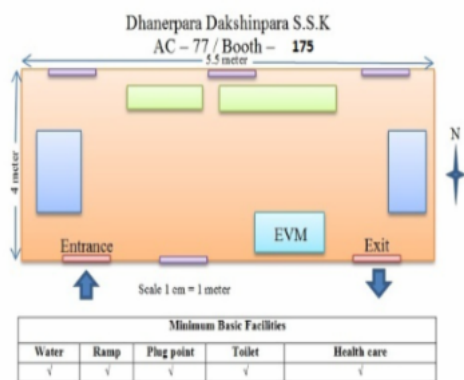 Dhanerpara Dakshinpara S.S.K
AC – 77 / Booth – 175
5.5 meter
4 meter
N
EVM
Entrance
Exit
Scale 1 cm = 1 meter
Minimum Basic Facilities
Water Ramp Plug point Toilet Health care
√ √ √ √ √